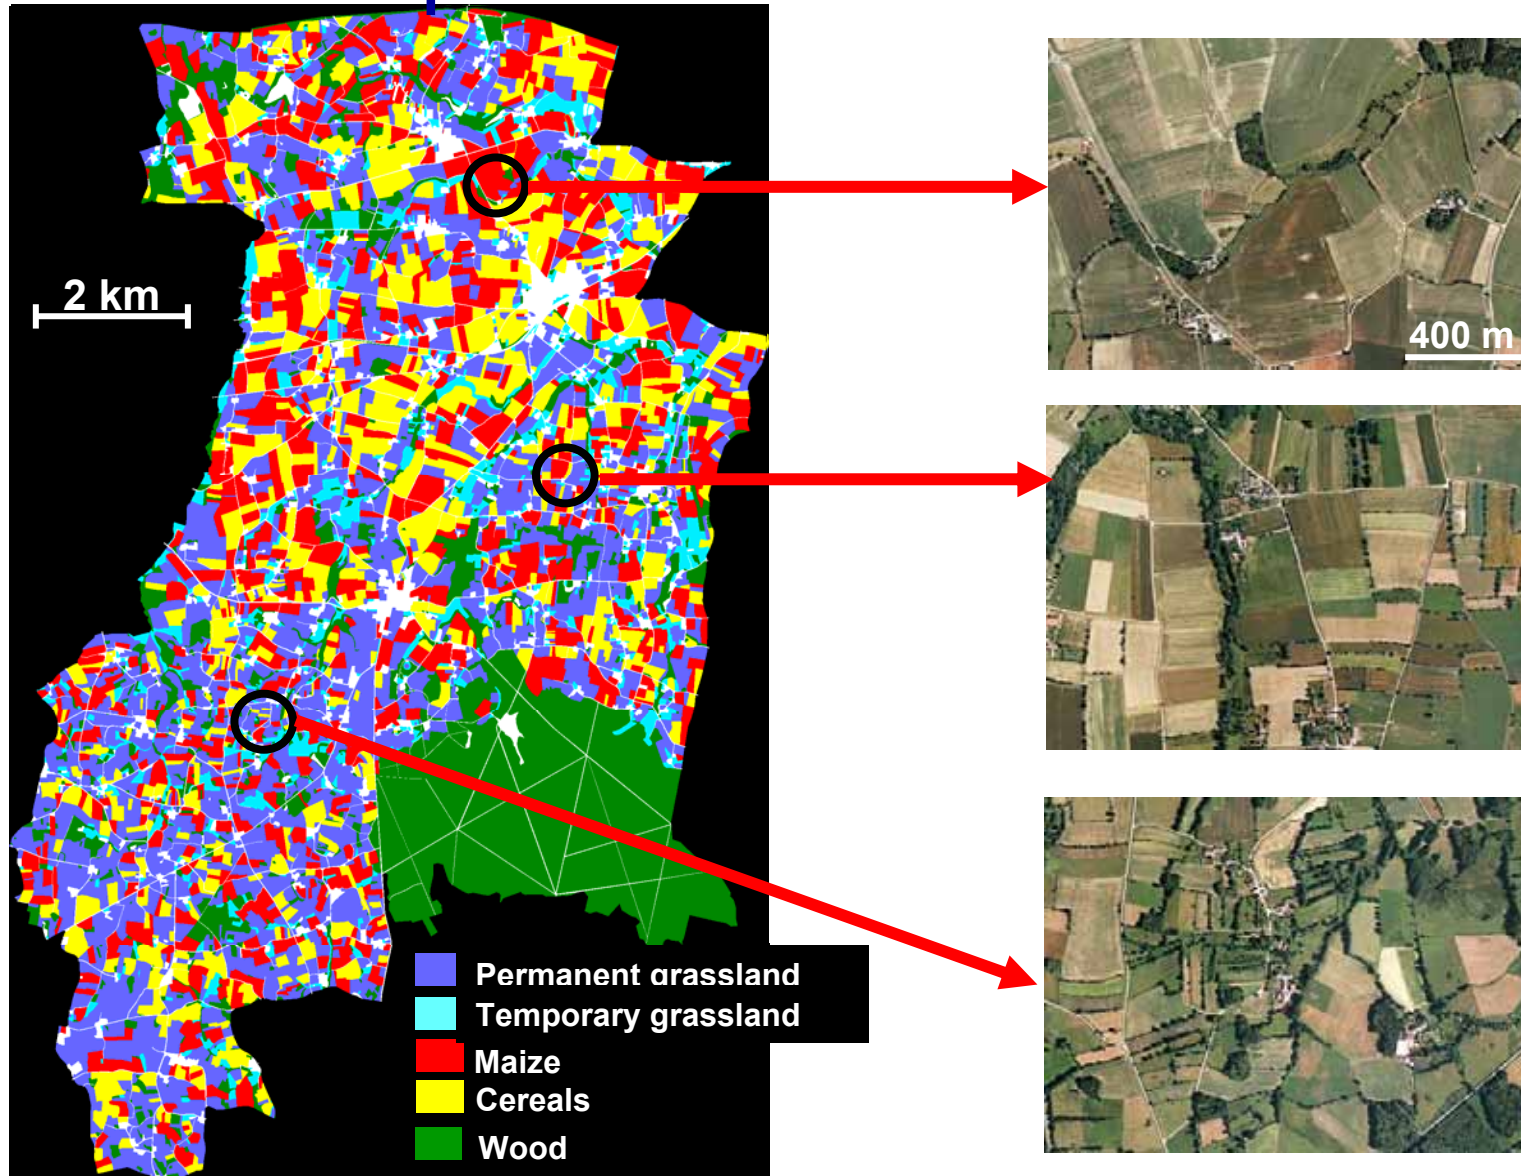 2 km
400 m
Permanent grassland
Temporary grassland
Maize
Cereals
Wood